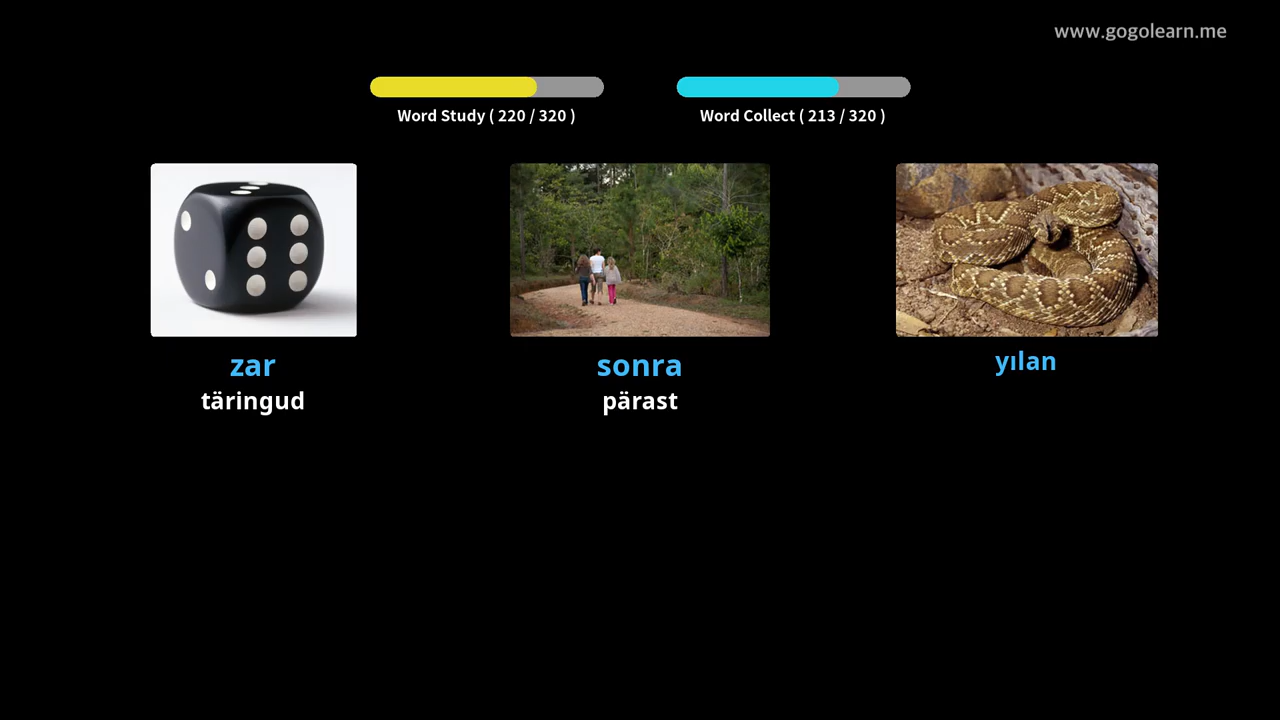 www.gogolearn.me
Word Study ( 220 / 320 )
Word Collect ( 213 / 320 )
zar
täringud
sonra
pärast
yılan